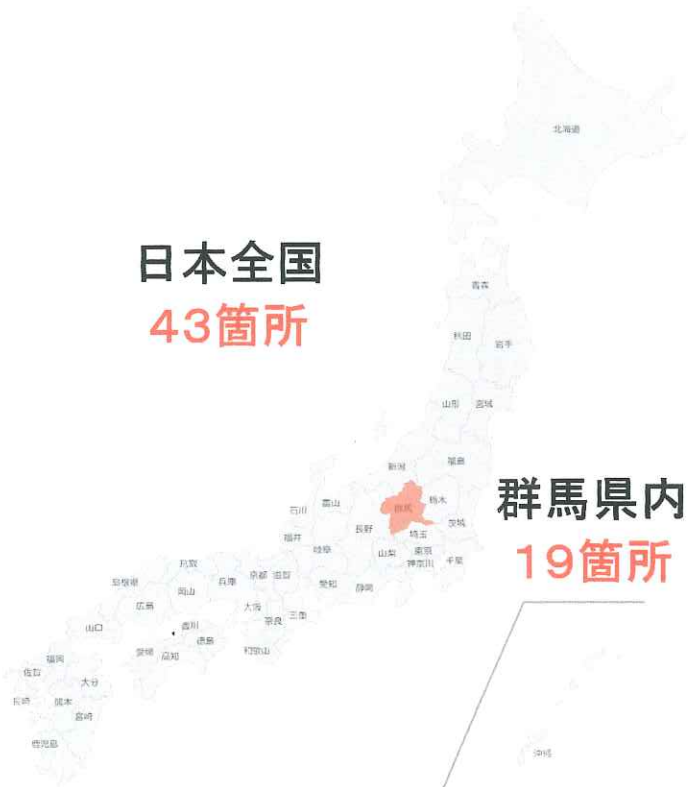 北海道
日本全国
43箇所
青森
秋田
岩手
山形 宮城
新潟 福島
群馬県内
19箇所
石川 富山 群馬 栃木
長野 茨城
福井 岐阜 埼玉
山梨 東京
神奈川 千葉
鳥取
島根県 岡山 兵庫 京都 滋賀 愛知 静岡
広島 大阪 奈良 三重
山口 香川
徳島
愛媛 高知 和歌山
福岡
佐賀 大分
長崎 熊本
宮崎
鹿児島
沖縄